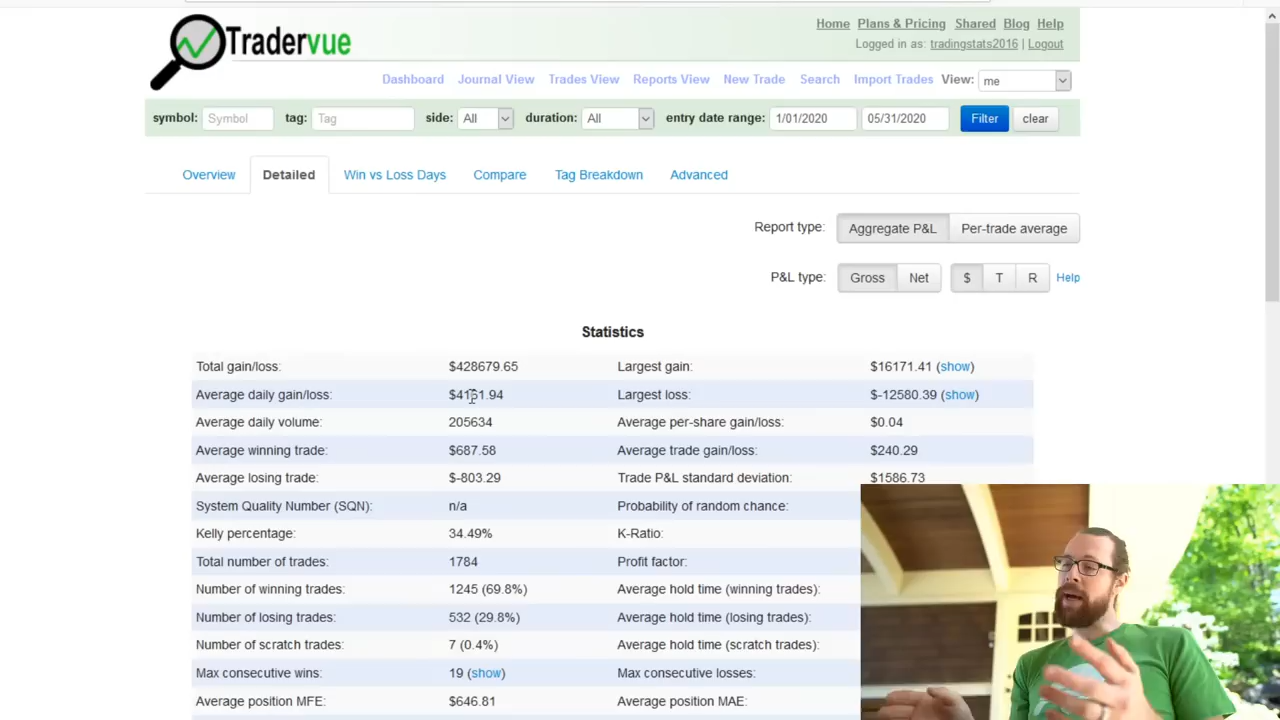 Tradervue
Home Plans & Pricing Shared Blog Help
Logged in as: tradingstats2016 | Logout
Dashboard Journal View Trades View Reports View New Trade Search Import Trades View: me
symbol: Symbol tag: Tag side: All duration: All entry date range: 1/01/2020 05/31/2020 Filter clear
Overview Detailed Win vs Loss Days Compare Tag Breakdown Advanced
Report type: Aggregate P&L Per-trade average
P&L type: Gross Net $ T R Help
Statistics
Total gain/loss: $428679.65 Largest gain: $16171.41 (show)
Average daily gain/loss: $4161.94 Largest loss: $-12580.39 (show)
Average daily volume: 205634 Average per-share gain/loss: $0.04
Average winning trade: $687.58 Average trade gain/loss: $240.29
Average losing trade: $-803.29 Trade P&L standard deviation: $1586.73
System Quality Number (SQN): n/a Probability of random chance:
Kelly percentage: 34.49% K-Ratio:
Total number of trades: 1784 Profit factor:
Number of winning trades: 1245 (69.8%) Average hold time (winning trades):
Number of losing trades: 532 (29.8%) Average hold time (losing trades):
Number of scratch trades: 7 (0.4%) Average hold time (scratch trades):
Max consecutive wins: 19 (show) Max consecutive losses:
Average position MFE: $646.81 Average position MAE: